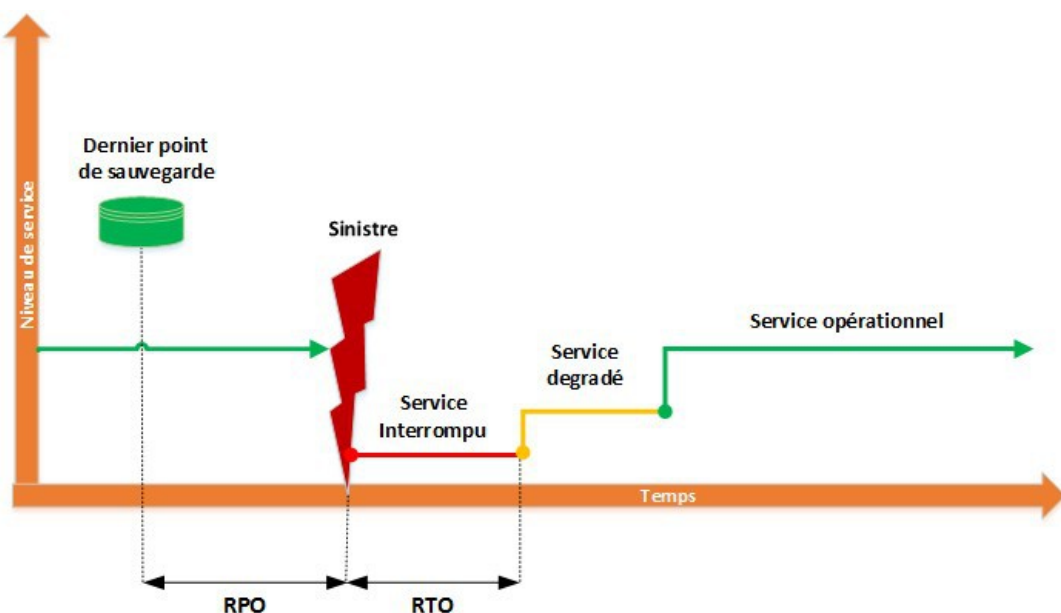 Dernier point
de sauvegarde
Niveau de service
Sinistre
Service
Interrompu
Service
degradé
Service opérationnel
Temps
RPO
RTO